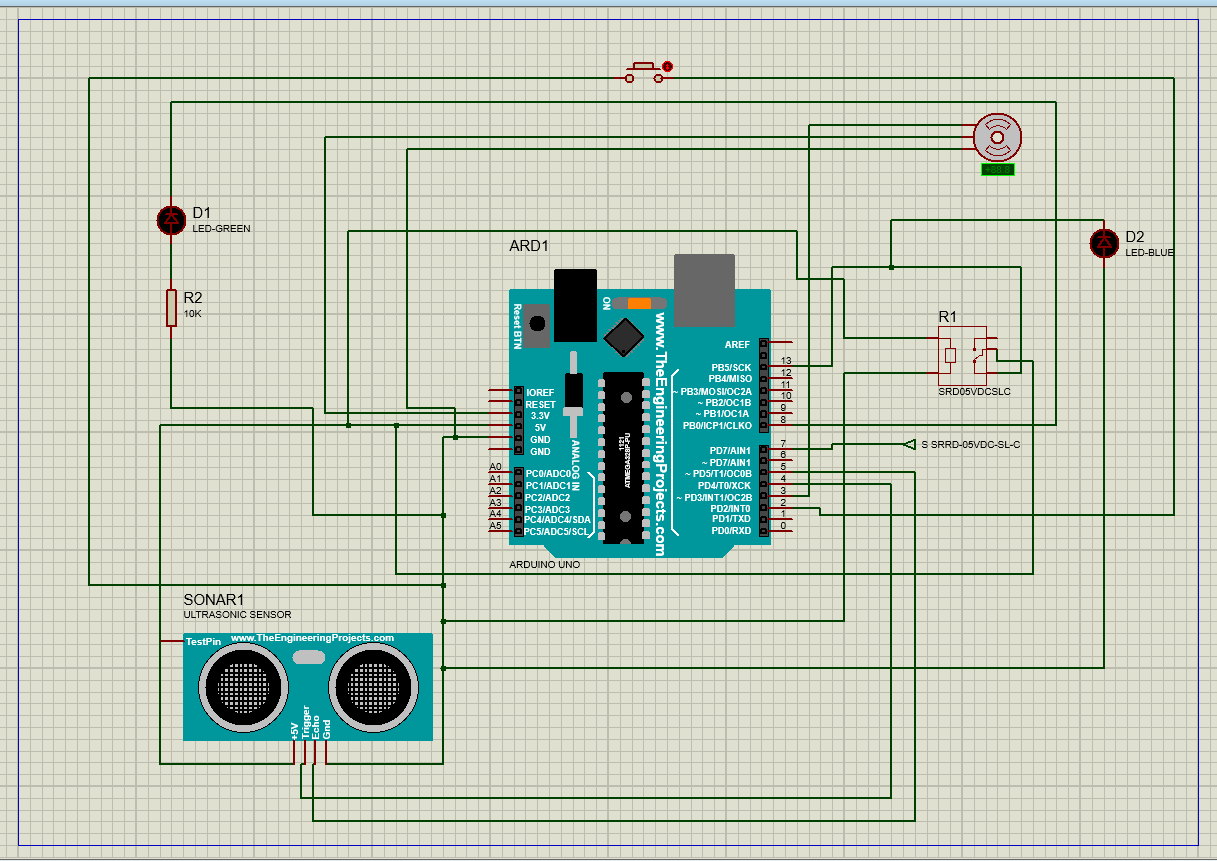 +88.8
D1
LED-GREEN
D2
LED-BLUE
ARD1
R2
10K
R1
SRD05VDCSLC
ON
Reset BTN
www.TheEngineeringProjects.com
AREF
PB5/SCK
13
PB4/MISO
12
~ PB3/MOSI/OC2A
11
~ PB2/OC1B
10
~ PB1/OC1A
9
PB0/ICP1/CLKO
8
PD7/AIN1
7
~ PD7/AIN1
6
~ PD5/T1/OC0B
5
PD4/T0/XCK
4
~ PD3/INT1/OC2B
3
PD2/INT0
2
PD1/TXD
1
PD0/RXD
0
IOREF
RESET
3.3V
5V
GND
GND
A0
PC0/ADC0
A1
PC1/ADC1
A2
PC2/ADC2
A3
PC3/ADC3
A4
PC4/ADC4/SDA
A5
PC5/ADC5/SCL
ANALOG IN
1121
ATMEGA328P-PU
S SRRD-05VDC-SL-C
ARDUINO UNO
SONAR1
ULTRASONIC SENSOR
TestPin
www.TheEngineeringProjects.com
+5V
Trigger
Echo
Gnd